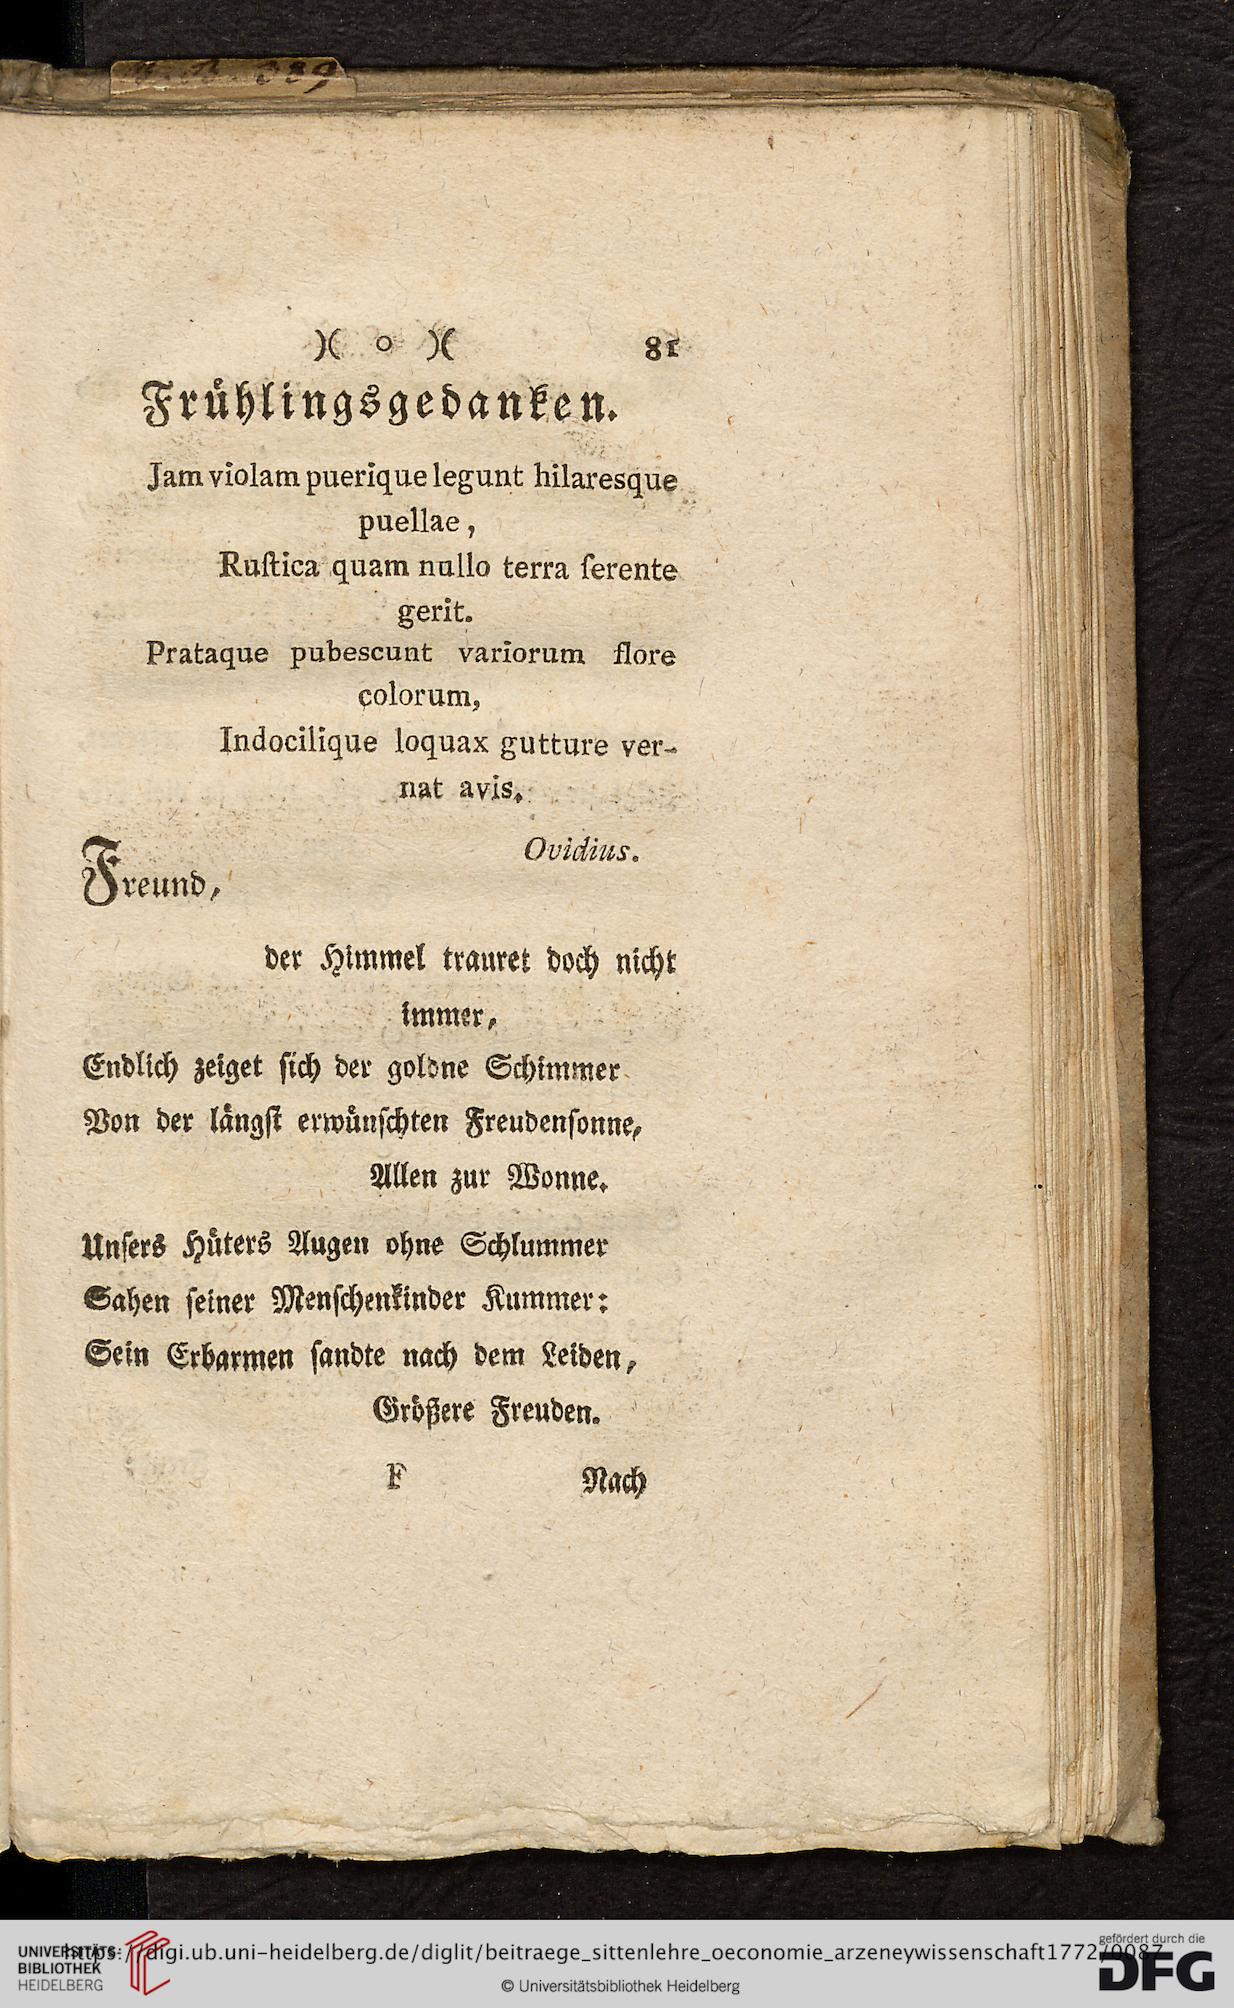 )( o )( 81
Frühlingsgedanken.
Jam violam puerique legunt hilaresque
puellae,
Ruſtica quam nullo terra ſerente
gerit.
Prataque pubescunt variorum flore
colorum,
Indocilique loquax gutture ver-
nat avis.
Ovidius.
Freund,
der Himmel trauret doch nicht
immer,
Endlich zeiget ſich der goldne Schimmer
Von der längſt erwünſchten Freudenſonne,
Allen zur Wonne.
Unſers Hüters Augen ohne Schlummer
Sahen ſeiner Menſchenkinder Kummer:
Sein Erbarmen ſandte nach dem Leiden,
Größere Freuden.
F Nach
UNIVERSITÄTS-
BIBLIOTHEK
HEIDELBERG
https://digi.ub.uni-heidelberg.de/diglit/beitraege_sittenlehre_oeconomie_arzeneywissenschaft1772/0087
© Universitätsbibliothek Heidelberg
gefördert durch die
DFG